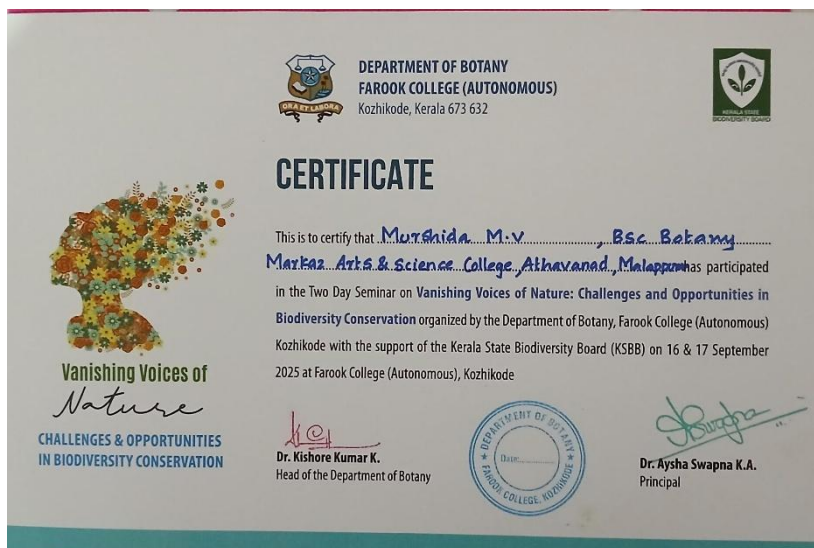 DEPARTMENT OF BOTANY
FAROOK COLLEGE (AUTONOMOUS)
Kozhikode, Kerala 673 632
ORA ET LABORA
KERALA STATE
BIODIVERSITY BOARD
CERTIFICATE
This is to certify that Murshida M.V , BSc Botany
Markaz Arts & Science College, Athavanad, Malappuram has participated
in the Two Day Seminar on Vanishing Voices of Nature: Challenges and Opportunities in
Biodiversity Conservation organized by the Department of Botany, Farook College (Autonomous)
Kozhikode with the support of the Kerala State Biodiversity Board (KSBB) on 16 & 17 September
2025 at Farook College (Autonomous), Kozhikode
Vanishing Voices of
Nature
CHALLENGES & OPPORTUNITIES
IN BIODIVERSITY CONSERVATION
Dr. Kishore Kumar K.
Head of the Department of Botany
DEPARTMENT OF BOTANY
Date:
FAROOK COLLEGE, KOZHIKODE
Swapna
Dr. Aysha Swapna K.A.
Principal